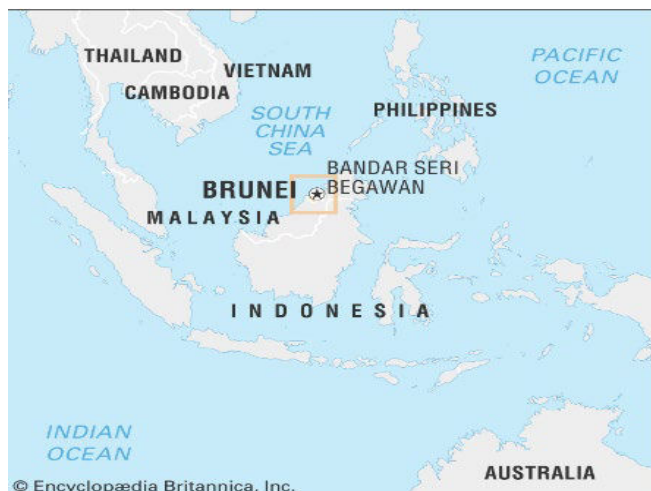 THAILAND
VIETNAM
CAMBODIA
PACIFIC
OCEAN
SOUTH
CHINA
SEA
PHILIPPINES
BANDAR SERI
BEGAWAN
BRUNEI
MALAYSIA
INDONESIA
INDIAN
OCEAN
AUSTRALIA
© Encyclopædia Britannica, Inc.